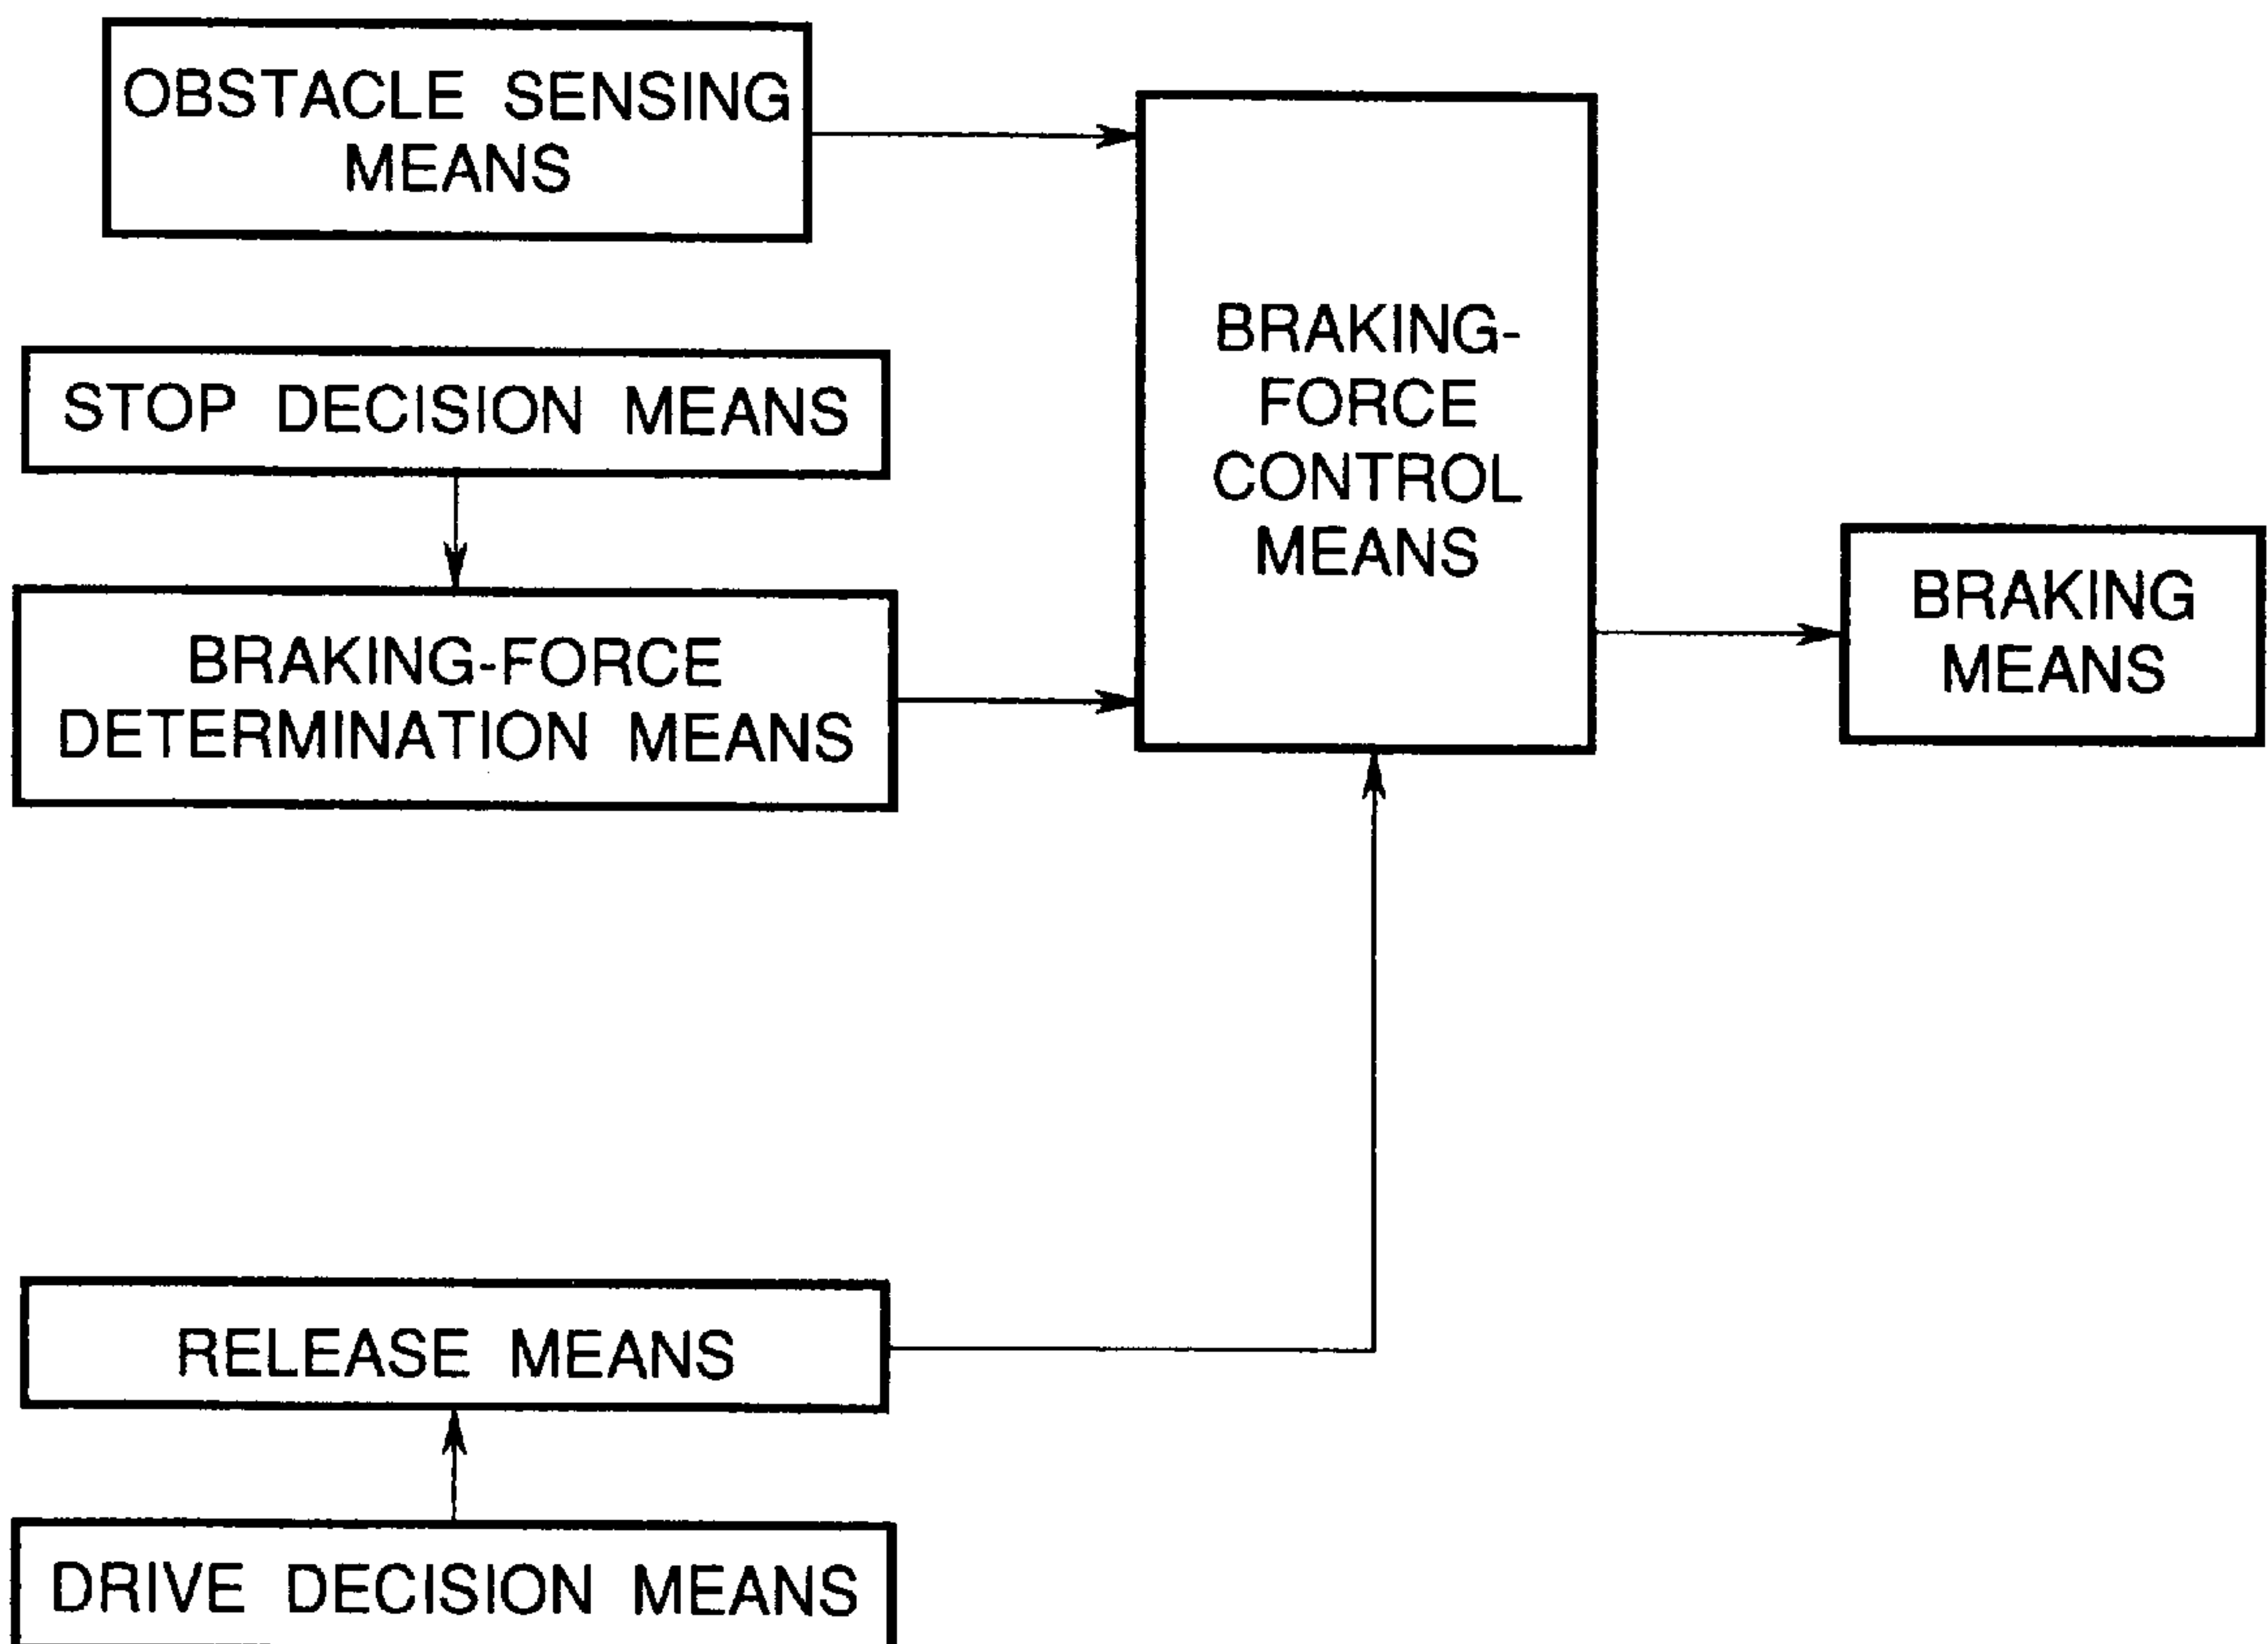 OBSTACLE SENSING
MEANS
STOP DECISION MEANS
BRAKING-FORCE
DETERMINATION MEANS
BRAKING-
FORCE
CONTROL
MEANS
BRAKING
MEANS
RELEASE MEANS
DRIVE DECISION MEANS